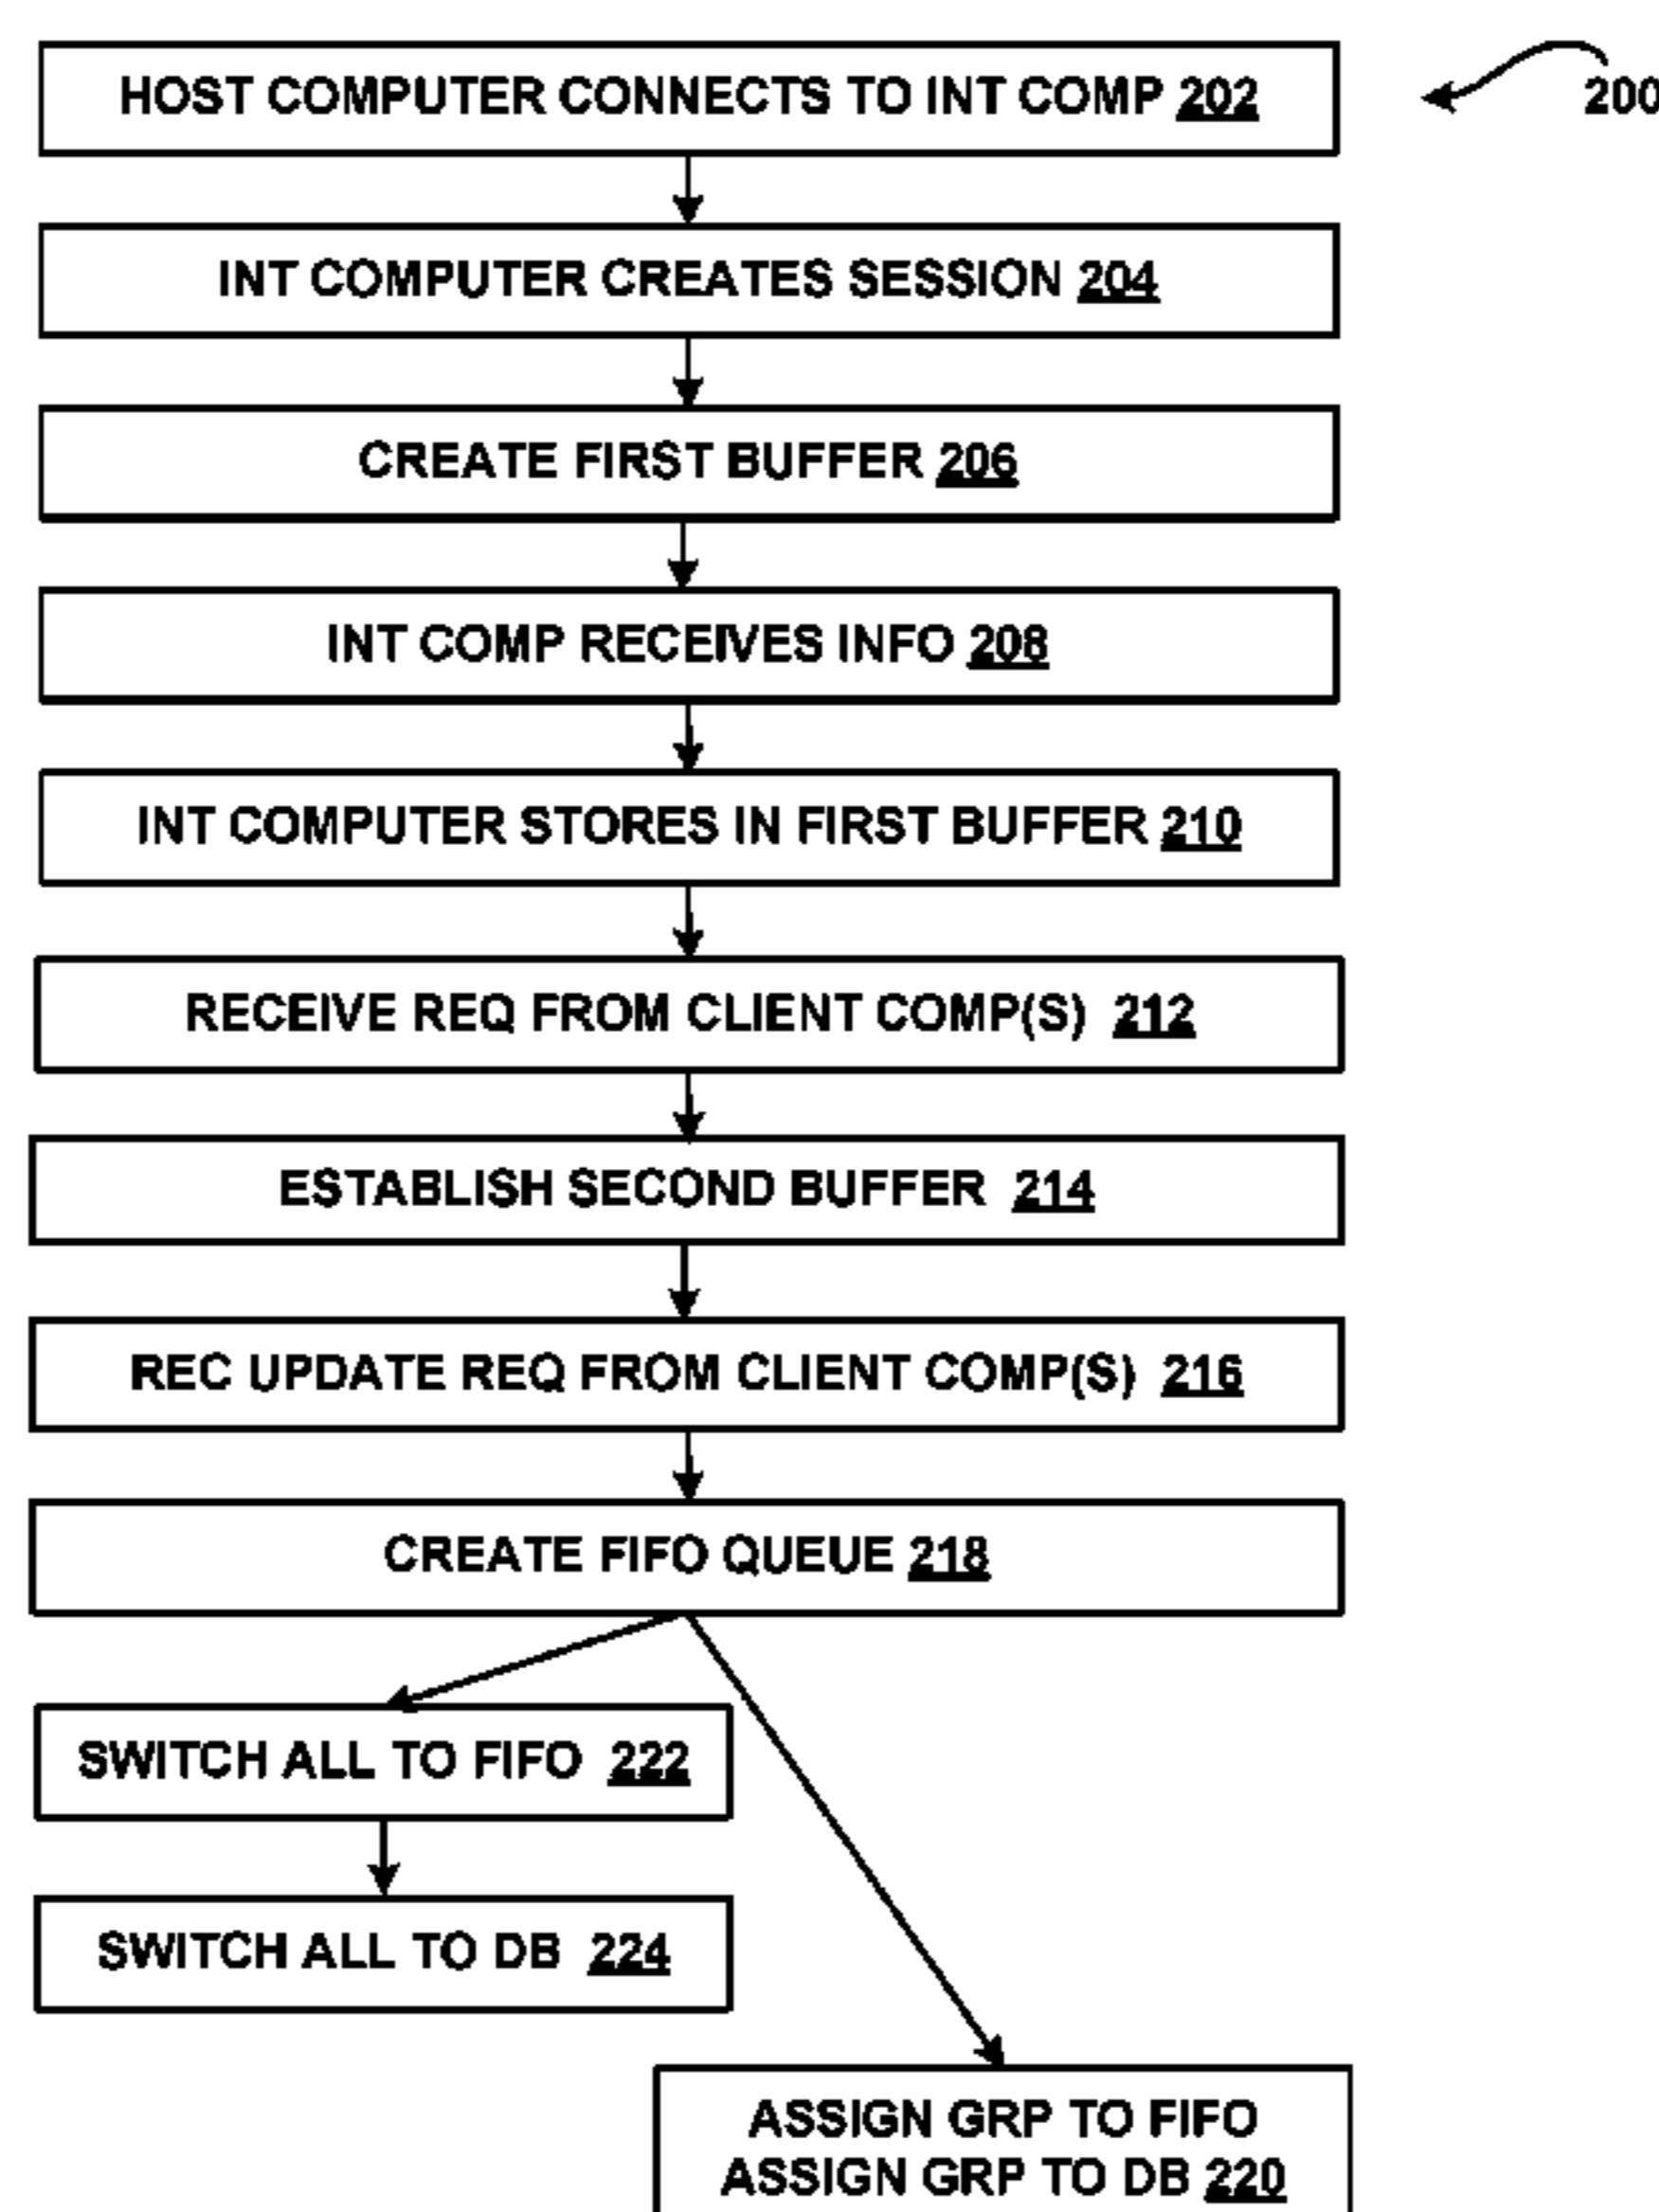 HOST COMPUTER CONNECTS TO INT COMP 202
200
INT COMPUTER CREATES SESSION 204
CREATE FIRST BUFFER 206
INT COMP RECEIVES INFO 208
INT COMPUTER STORES IN FIRST BUFFER 210
RECEIVE REQ FROM CLIENT COMP(S) 212
ESTABLISH SECOND BUFFER 214
REC UPDATE REQ FROM CLIENT COMP(S) 216
CREATE FIFO QUEUE 218
SWITCH ALL TO FIFO 222
SWITCH ALL TO DB 224
ASSIGN GRP TO FIFO
ASSIGN GRP TO DB 220